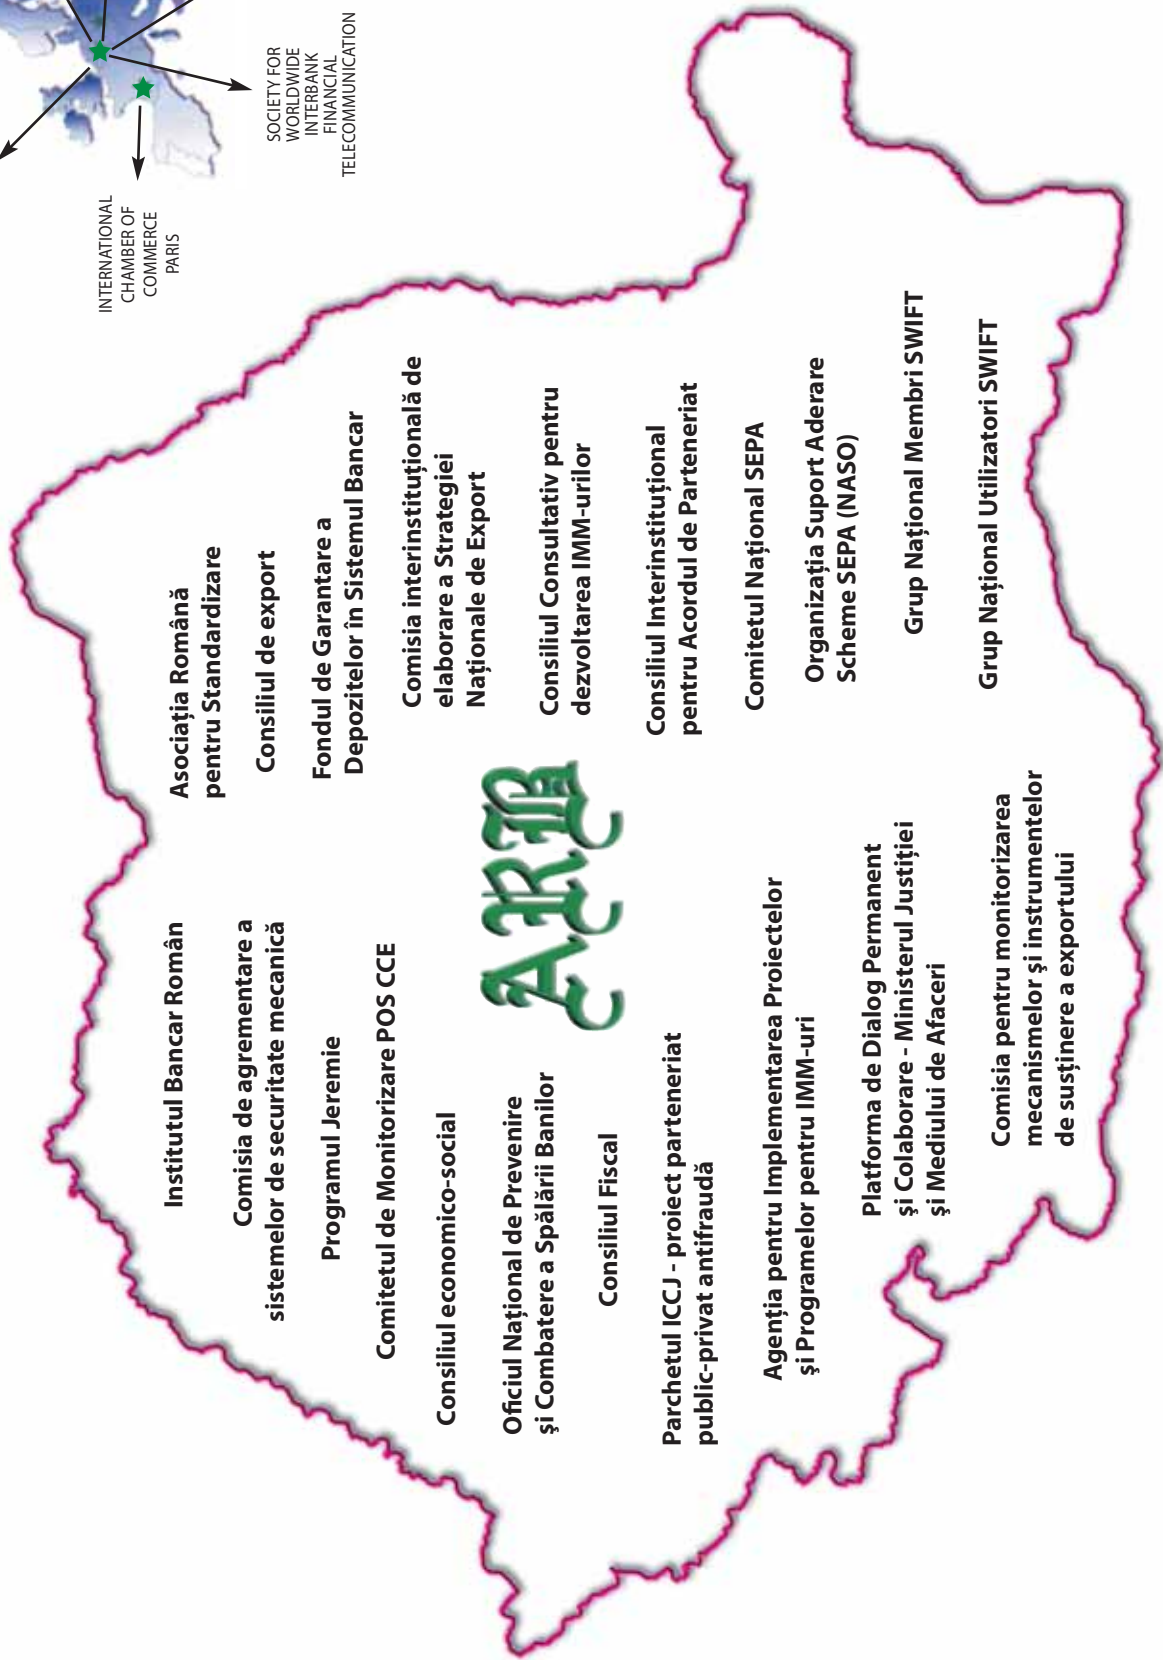 INTERNATIONAL
CHAMBER OF
COMMERCE
PARIS
SOCIETY FOR
WORLDWIDE
INTERBANK
FINANCIAL
TELECOMMUNICATION
Institutul Bancar Român
Comisia de agrementare a
sistemelor de securitate mecanică
Programul Jeremie
Comitetul de Monitorizare POS CCE
Consiliul economico-social
Oficiul Național de Prevenire
şi Combatere a Spălării Banilor
Consiliul Fiscal
Parchetul ICCJ - proiect parteneriat
public-privat antifraudă
Agenția pentru Implementarea Proiectelor
şi Programelor pentru IMM-uri
Platforma de Dialog Permanent
şi Colaborare - Ministerul Justiției
şi Mediului de Afaceri
Comisia pentru monitorizarea
mecanismelor şi instrumentelor
de susținere a exportului
ARB
Asociația Română
pentru Standardizare
Consiliul de export
Fondul de Garantare a
Depozitelor în Sistemul Bancar
Comisia interinstituțională de
elaborare a Strategiei
Naționale de Export
Consiliul Consultativ pentru
dezvoltarea IMM-urilor
Consiliul Interinstituțional
pentru Acordul de Parteneriat
Comitetul Național SEPA
Organizația Suport Aderare
Scheme SEPA (NASO)
Grup Național Membri SWIFT
Grup Național Utilizatori SWIFT